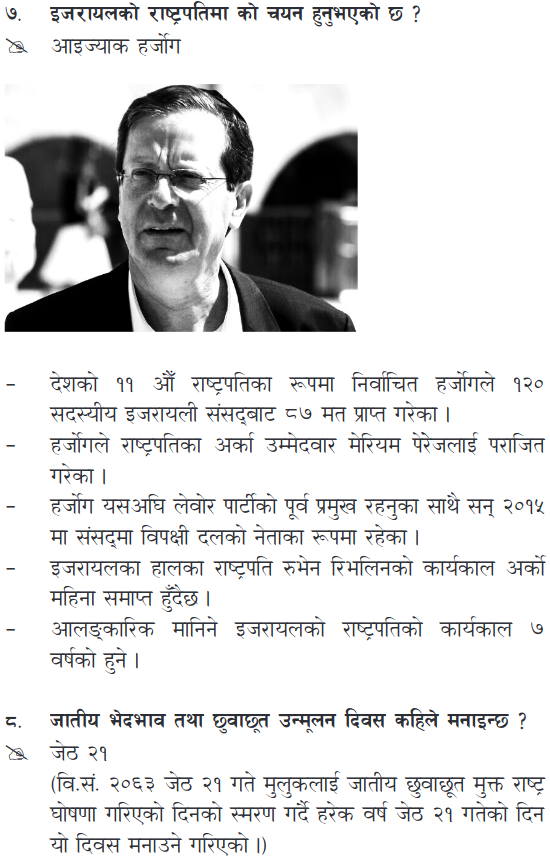 ७. इजरायलको राष्ट्रपतिमा को चयन हुनुभएको छ ?
आइज्याक हर्जोग
- देशको ११ औँ राष्ट्रपतिका रूपमा निर्वाचित हर्जोगले १२०
सदस्यीय इजरायली संसद्बाट ८७ मत प्राप्त गरेका ।
- हर्जोगले राष्ट्रपतिका अर्का उम्मेदवार मेरियम पेरेजलाई पराजित
गरेका ।
- हर्जोग यसअघि लेवोर पार्टीको पूर्व प्रमुख रहनुका साथै सन् २०१५
मा संसद्मा विपक्षी दलको नेताका रूपमा रहेका ।
- इजरायलका हालका राष्ट्रपति रुभेन रिभलिनको कार्यकाल अर्को
महिना समाप्त हुँदैछ ।
- आलङ्कारिक मानिने इजरायलको राष्ट्रपतिको कार्यकाल ७
वर्षको हुने ।
८. जातीय भेदभाव तथा छुवाछूत उन्मूलन दिवस कहिले मनाइन्छ ?
जेठ २१
(वि.सं. २०६३ जेठ २१ गते मुलुकलाई जातीय छुवाछूत मुक्त राष्ट्र
घोषणा गरिएको दिनको स्मरण गर्दै हरेक वर्ष जेठ २१ गतेको दिन
यो दिवस मनाउने गरिएको ।)